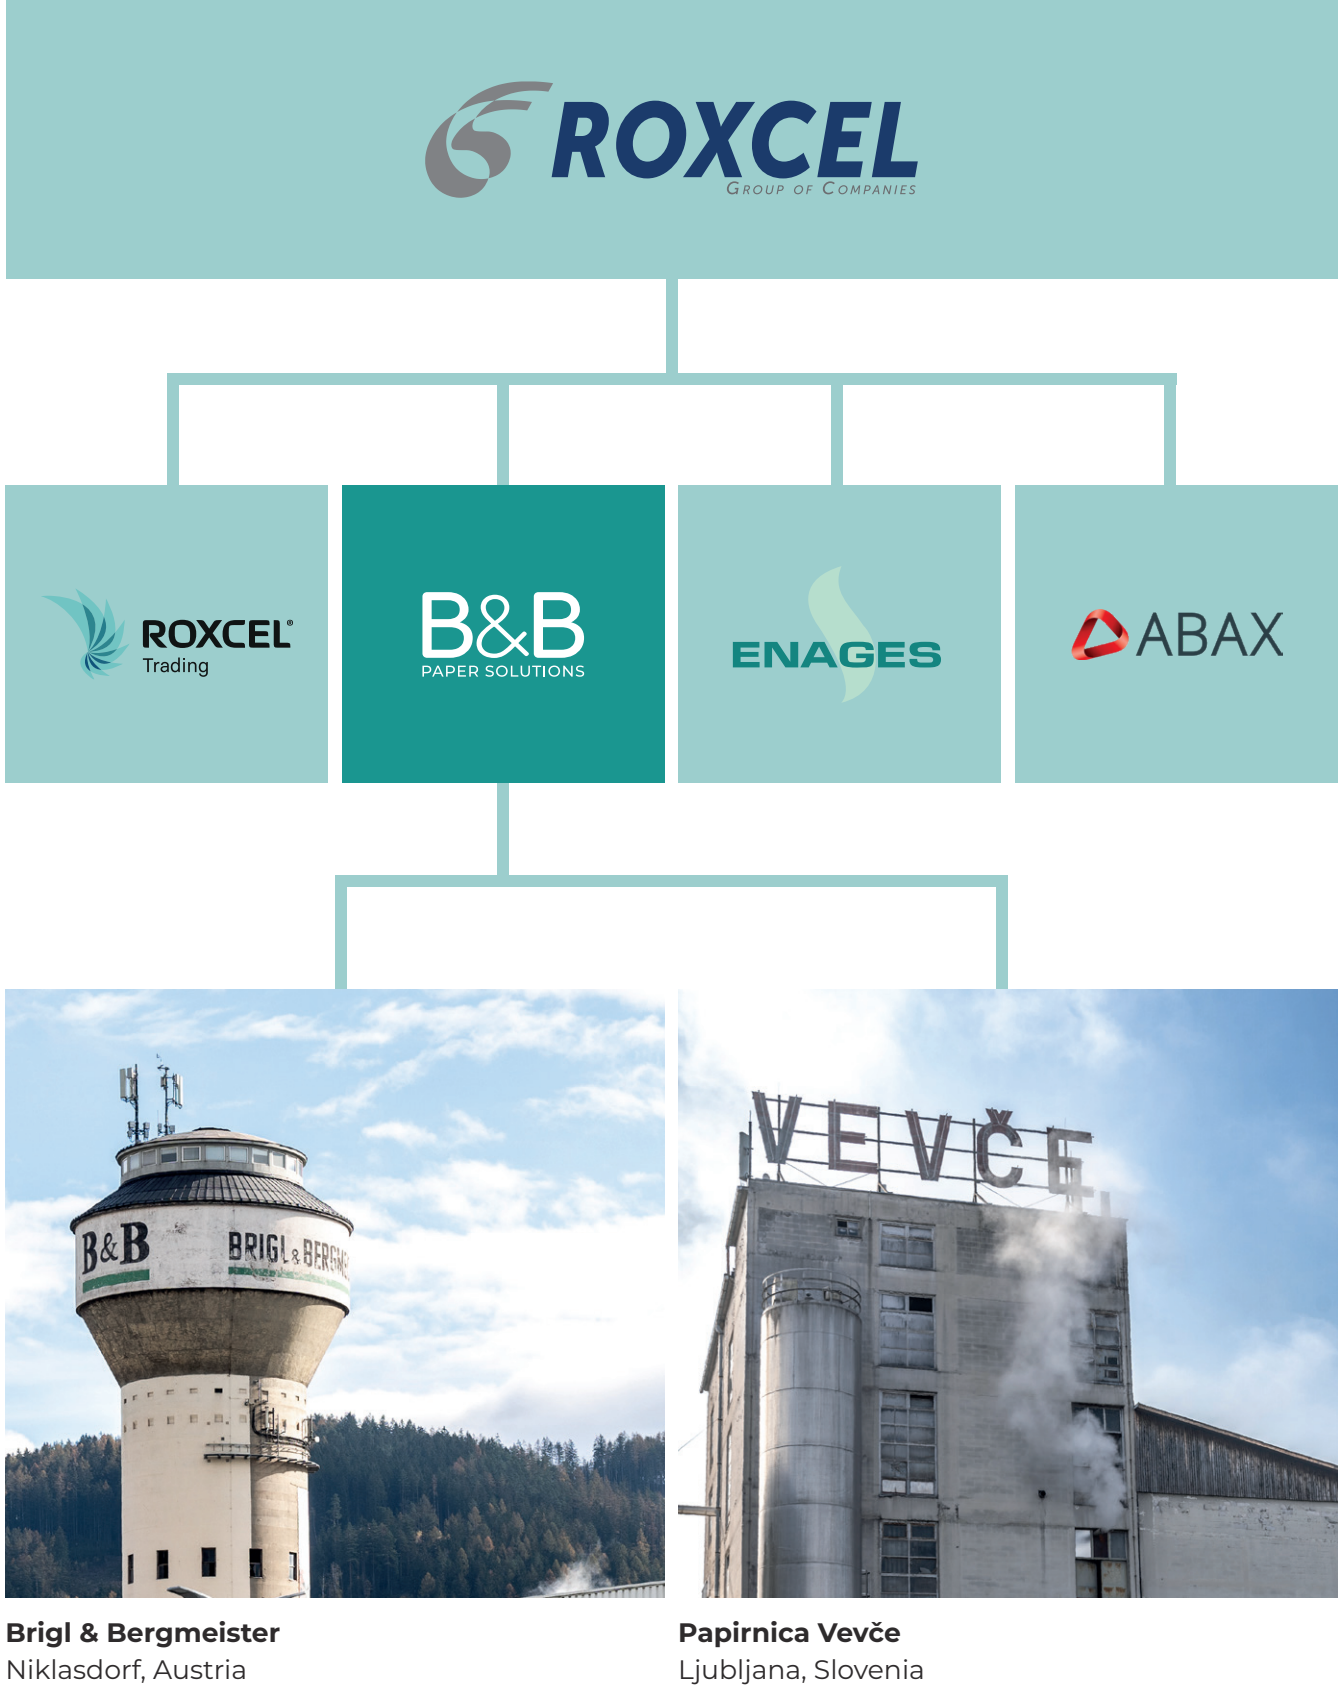 ROXCEL
GROUP OF COMPANIES
ROXCEL®
Trading
B&B
PAPER SOLUTIONS
ENAGES
ABAX
B&B
BRIGL & BERGME
VEVČE
Brigl & Bergmeister
Niklasdorf, Austria
Papirnica Vevče
Ljubljana, Slovenia